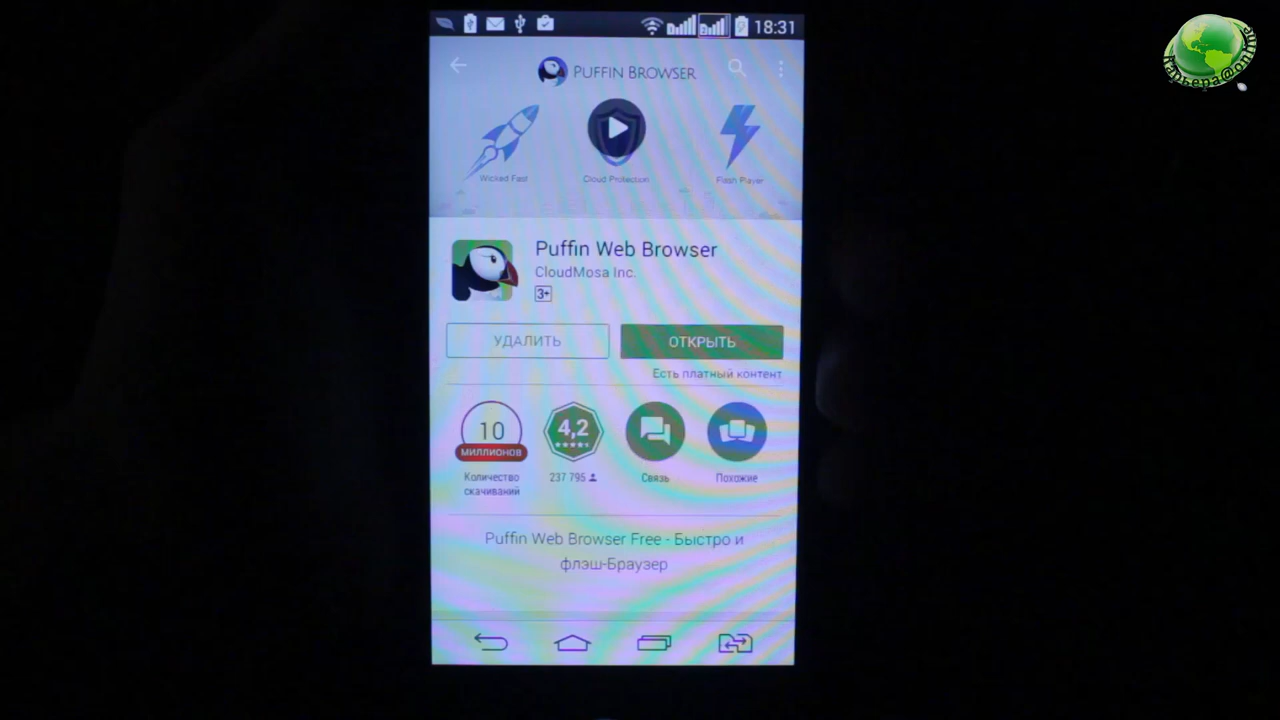 18:31
PUFFIN BROWSER
Wicked Fast
Cloud Protection
Flash Player
Puffin Web Browser
CloudMosa Inc.
3+
УДАЛИТЬ
ОТКРЫТЬ
Есть платный контент
10
МИЛЛИОНОВ
4,2
Количество
скачиваний
237 795
Связь
Похожие
Puffin Web Browser Free - Быстро и
флэш-Браузер
карьера@online